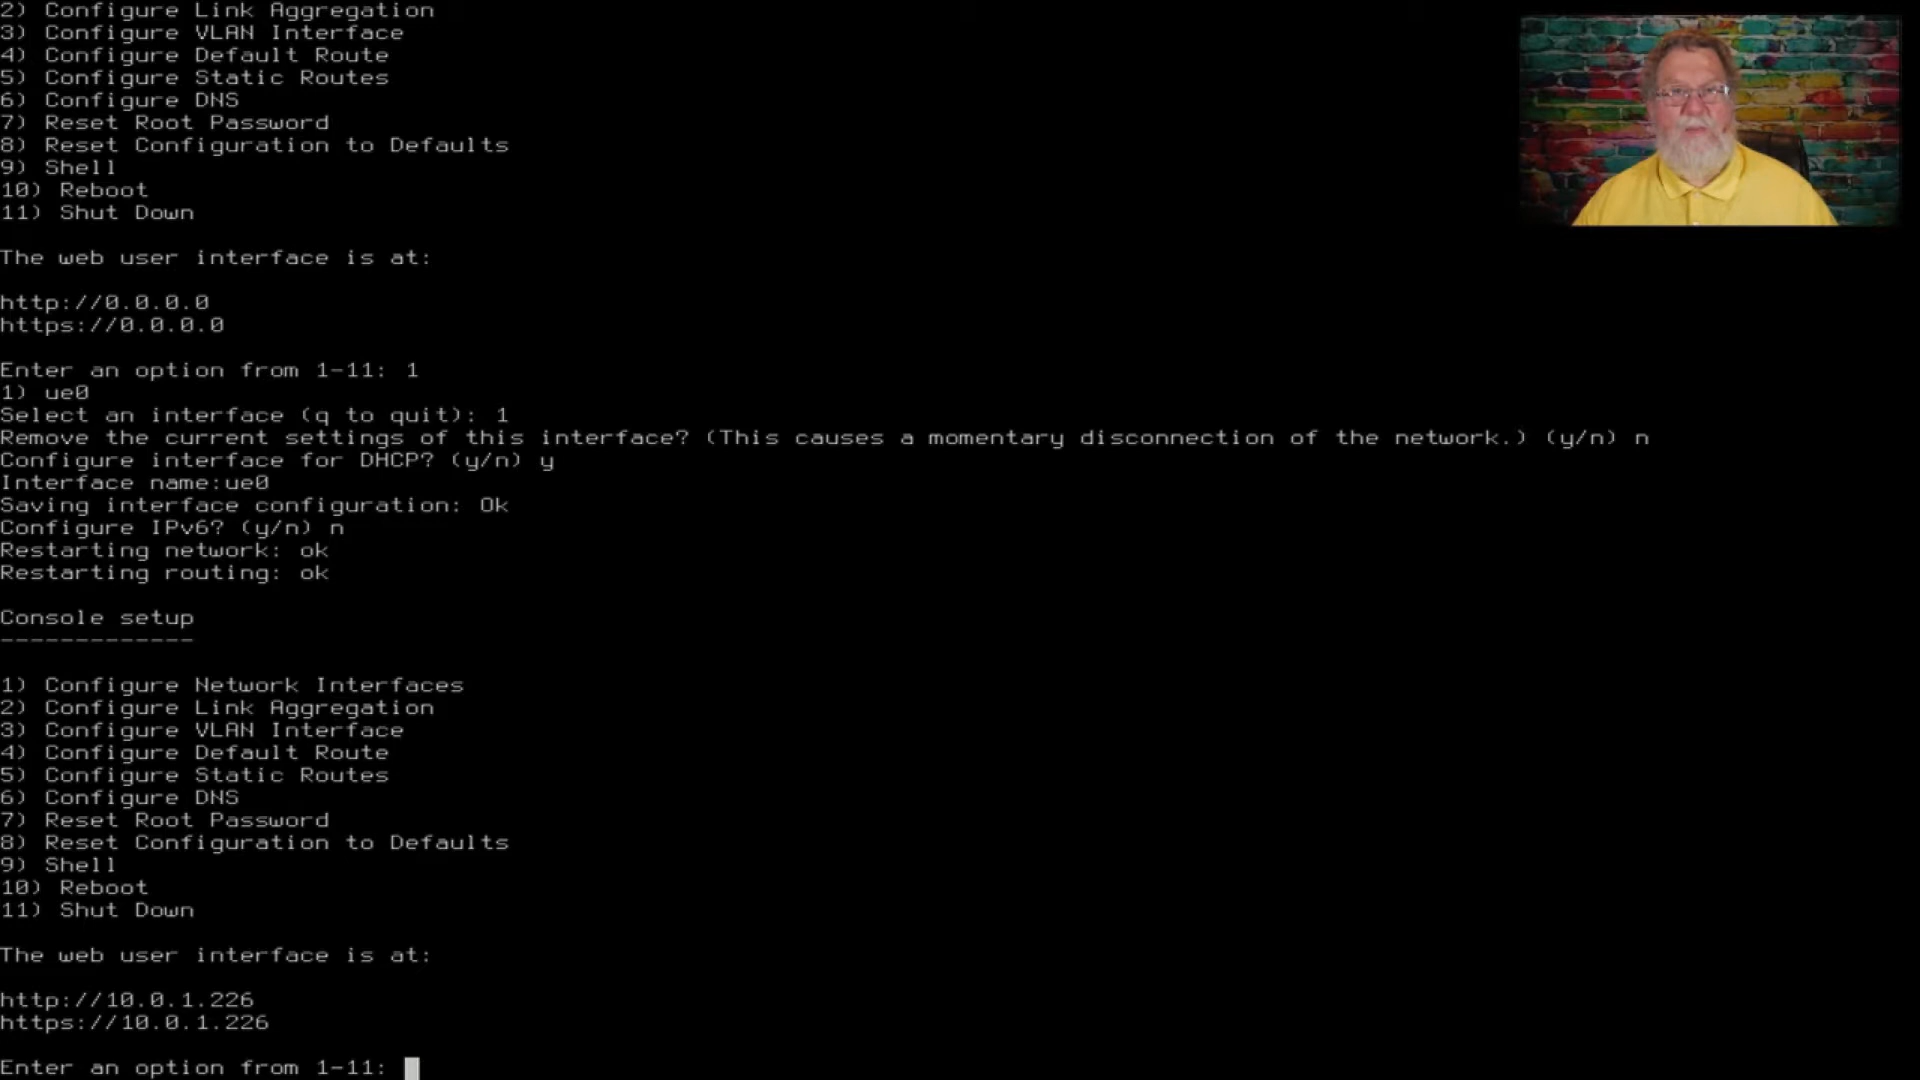 2) Configure Link Aggregation
3) Configure VLAN Interface
4) Configure Default Route
5) Configure Static Routes
6) Configure DNS
7) Reset Root Password
8) Reset Configuration to Defaults
9) Shell
10) Reboot
11) Shut Down
The web user interface is at:
http://0.0.0.0
https://0.0.0.0
Enter an option from 1-11: 1
1) ue0
Select an interface (q to quit): 1
Remove the current settings of this interface? (This causes a momentary disconnection of the network.) (y/n) n
Configure interface for DHCP? (y/n) y
Interface name:ue0
Saving interface configuration: Ok
Configure IPv6? (y/n) n
Restarting network: ok
Restarting routing: ok
Console setup
-------------
1) Configure Network Interfaces
2) Configure Link Aggregation
3) Configure VLAN Interface
4) Configure Default Route
5) Configure Static Routes
6) Configure DNS
7) Reset Root Password
8) Reset Configuration to Defaults
9) Shell
10) Reboot
11) Shut Down
The web user interface is at:
http://10.0.1.226
https://10.0.1.226
Enter an option from 1-11: